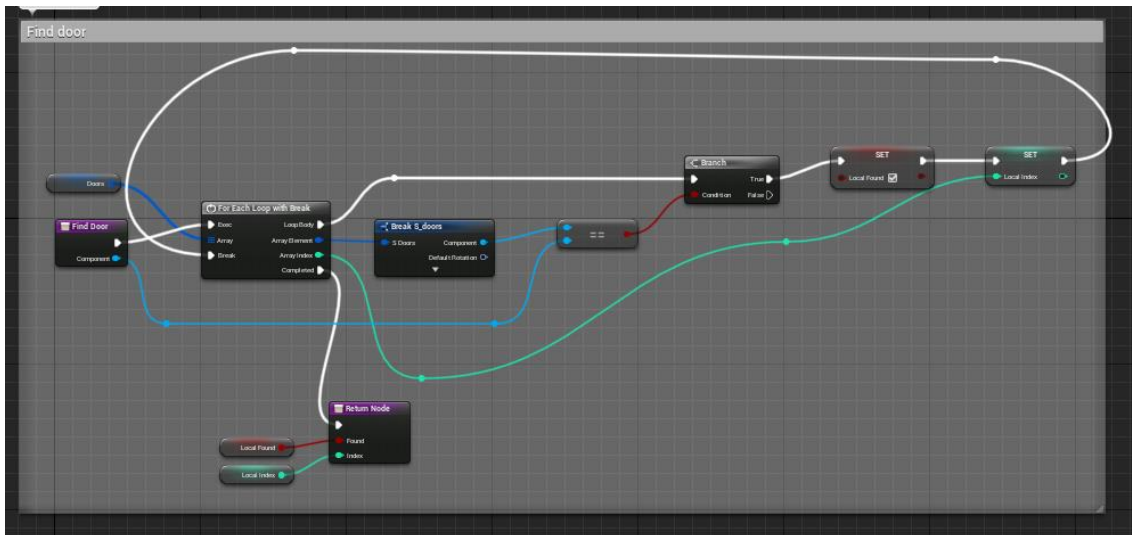 Find door
Doors
Find Door
Component
For Each Loop with Break
Exec
Loop Body
Array
Array Element
Break
Array Index
Completed
Break S_doors
S Doors
Component
Default Rotation
==
Branch
True
Condition
False
SET
Local Found
SET
Local Index
Return Node
Found
Index
Local Found
Local Index